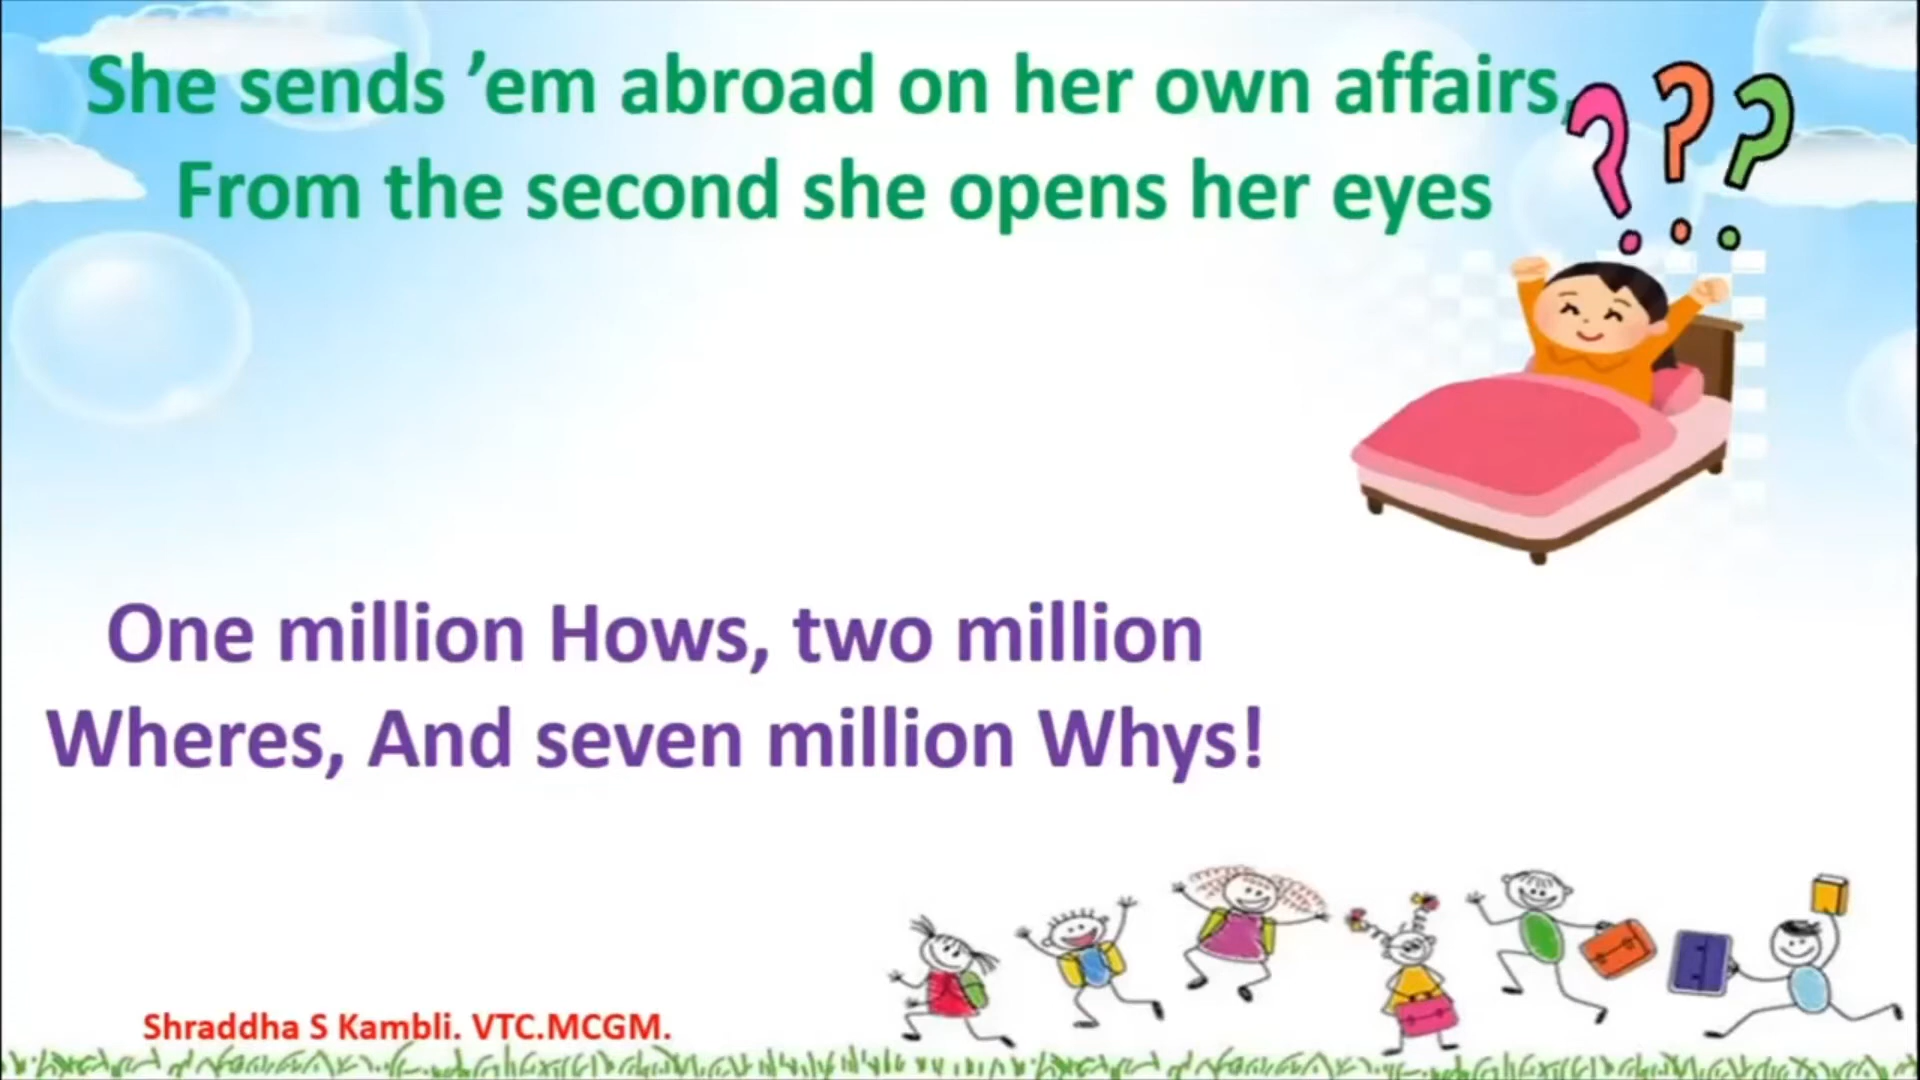 She sends ’em abroad on her own affairs,
From the second she opens her eyes
? ? ?
One million Hows, two million
Wheres, And seven million Whys!
Shraddha S Kambli. VTC.MCGM.